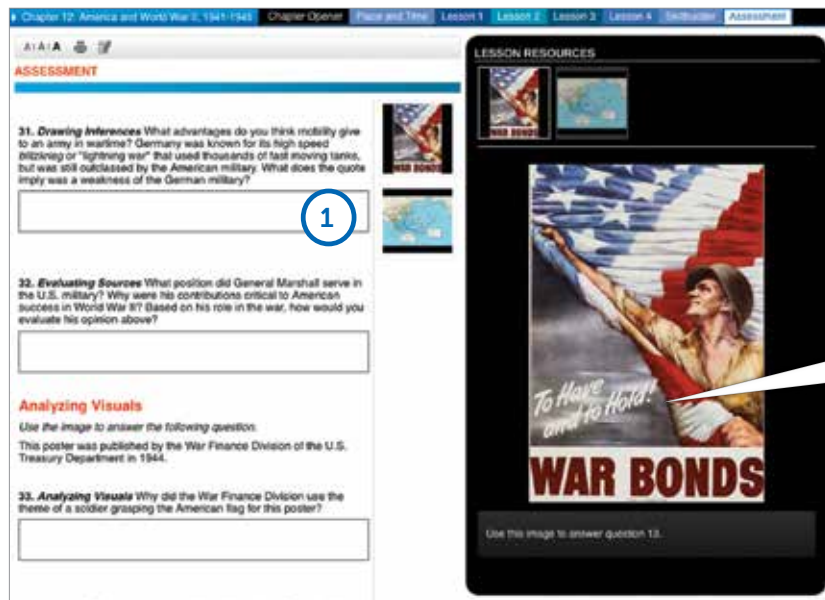 Chapter 12: America and World War II, 1941-1945 Chapter Opener Place and Time Lesson 1 Lesson 2 Lesson 3 Lesson 4 Assessment
A A A
ASSESSMENT
LESSON RESOURCES
31. Drawing Inferences What advantages do you think mobility give
to an army in wartime? Germany was known for its high speed
blitzkrieg or "lightning war" that used thousands of fast moving tanks,
but was still outclassed by the American military. What does the quote
imply was a weakness of the German military?
1
32. Evaluating Sources What position did General Marshall serve in
the U.S. military? Why were his contributions critical to American
success in World War II? Based on his role in the war, how would you
evaluate his opinion above?
Analyzing Visuals
Use the image to answer the following question.
This poster was published by the War Finance Division of the U.S.
Treasury Department in 1944.
33. Analyzing Visuals Why did the War Finance Division use the
theme of a soldier grasping the American flag for this poster?
WAR BONDS
WAR BONDS
To Have
and to Hold!
WAR BONDS
Use this image to answer question 13.